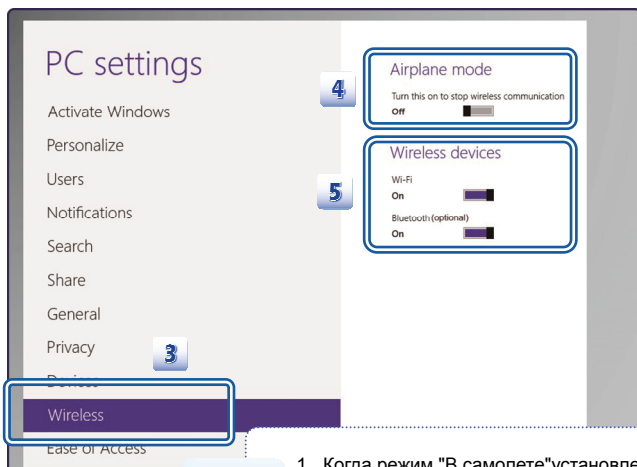 PC settings
Activate Windows
Personalize
Users
Notifications
Search
Share
General
Privacy
3
Devices
Wireless
Ease of Access
4
Airplane mode
Turn this on to stop wireless communication
Off
5
Wireless devices
Wi-Fi
On
Bluetooth (optional)
On
1. Когда режим "В самолете"установле